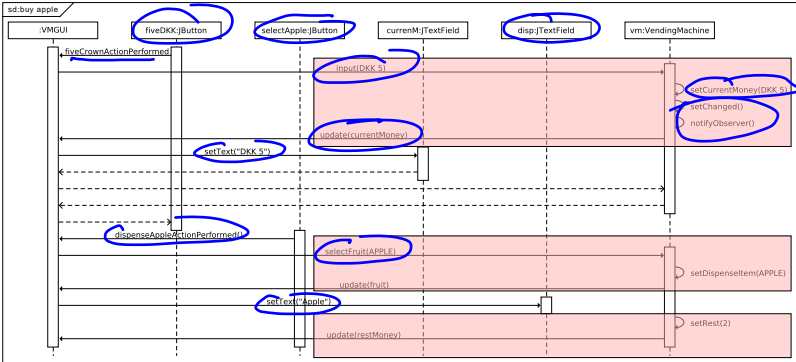 sd:buy apple
:VMGUI
fiveDKK:JButton
selectApple:JButton
currenM:JTextField
disp:JTextField
vm:VendingMachine
fiveCrownActionPerformed
input(DKK 5)
setCurrentMoney(DKK 5)
setChanged()
notifyObserver()
update(currentMoney)
setText("DKK 5")
dispenseAppleActionPerformed()
selectFruit(APPLE)
setDispenseItem(APPLE)
update(fruit)
setText("Apple")
setRest(2)
update(restMoney)